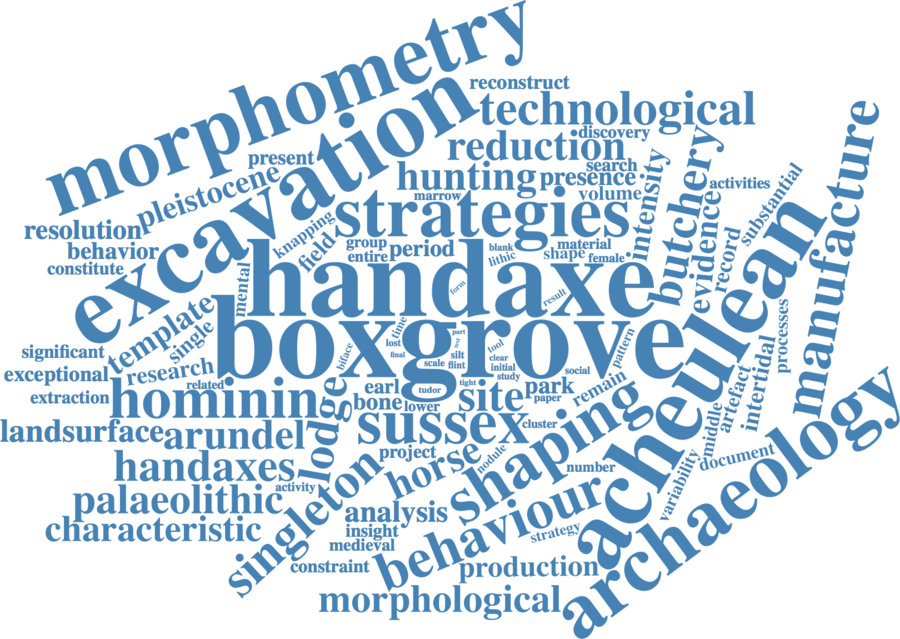 morphometry
reconstruct
technological
excavation
discovery
reduction
present
search
hunting
presence
pleistocene
marrow
volume
activities
intensity
butchery
substantial
manufacture
resolution
behavior
constitute
knapping
field
strategies
group
period
entire
blank
lithic
material
shape
female
evidence
record
mental
handaxe
form
result
acheulean
template
single
boxgrove
time
lost
final
part
test
silt
scale
flint
tool
clear
initial
study
biface
pattern
social
processes
intertidal
significant
exceptional
research
related
extraction
tight
tudor
hominin
lodge
earl
bone
lower
site
park
paper
remain
artefact
middle
landsurface
arundel
sussex
cluster
shaping
handaxes
project
horse
nodule
number
variability
document
archaeology
activity
palaeolithic
singleton
analysis
behaviour
characteristic
insight
medieval
strategy
constraint
production
morphological